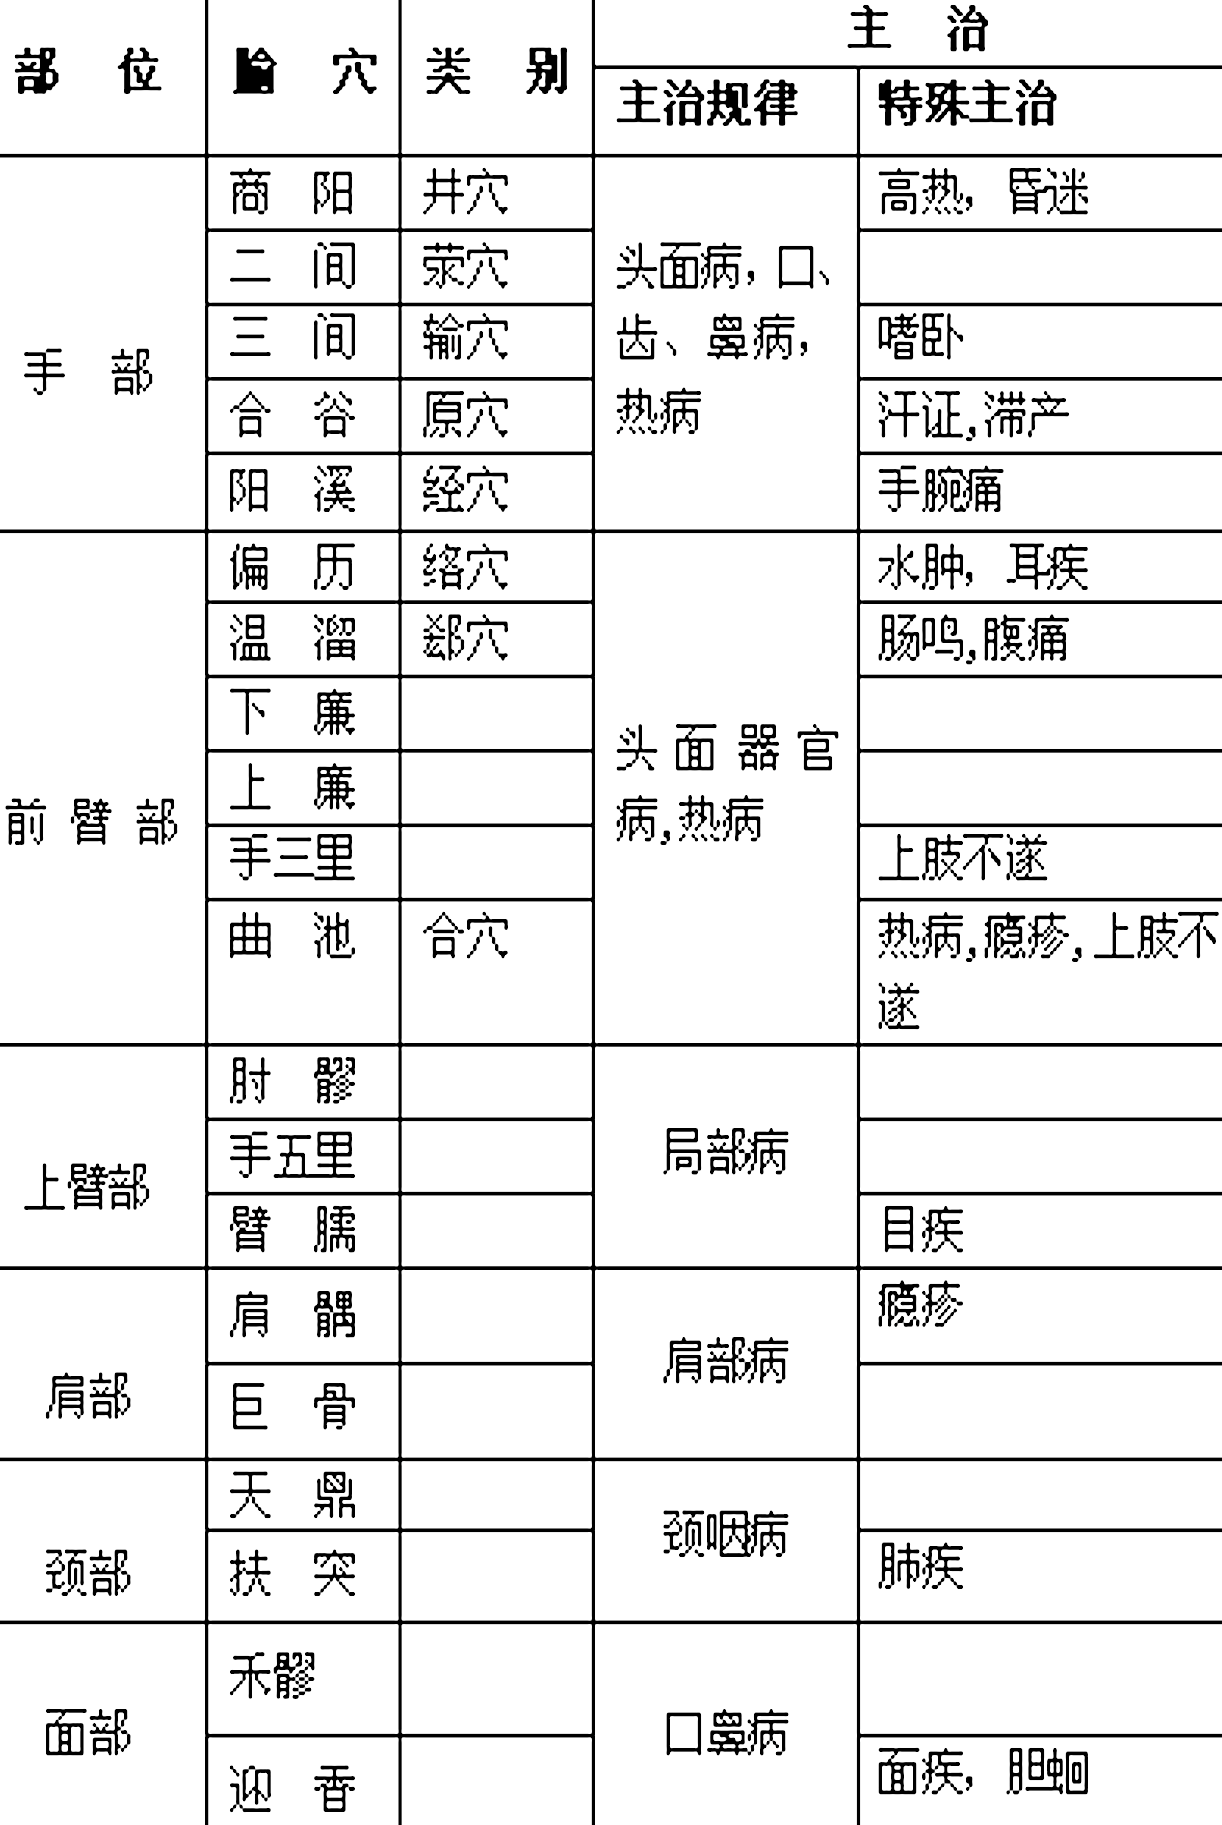 部 位 腧 穴 类 别 主 治
主治规律 特殊主治
手 部
商 阳 井穴 高热，昏迷
二 间 荥穴
三 间 输穴 嗜卧
合 谷 原穴 汗证,滞产
阳 溪 经穴 手腕痛
头面病，口、
齿、鼻病，
热病
前 臂 部
偏 历 络穴 水肿，耳疾
温 溜 郄穴 肠鸣,腹痛
下 廉
上 廉
手三里 上肢不遂
曲 池 合穴 热病,瘾疹,上肢不
遂
头 面 器 官
病,热病
上臂部
肘 髎
手五里
臂 臑 目疾
局部病
肩部
肩 髃 瘾疹
巨 骨
肩部病
颈部
天 鼎
扶 突 肺疾
颈咽病
面部
禾髎
迎 香 面疾，胆蛔
口鼻病